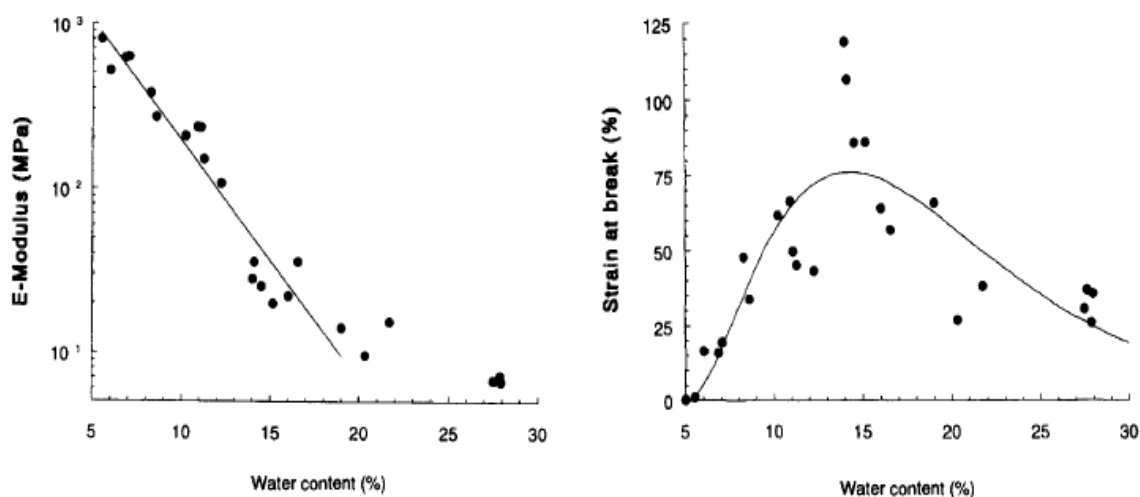 10³
10²
10¹
E-Modulus (MPa)
5 10 15 20 25 30
Water content (%)
125
100
75
50
25
0
Strain at break (%)
5 10 15 20 25 30
Water content (%)